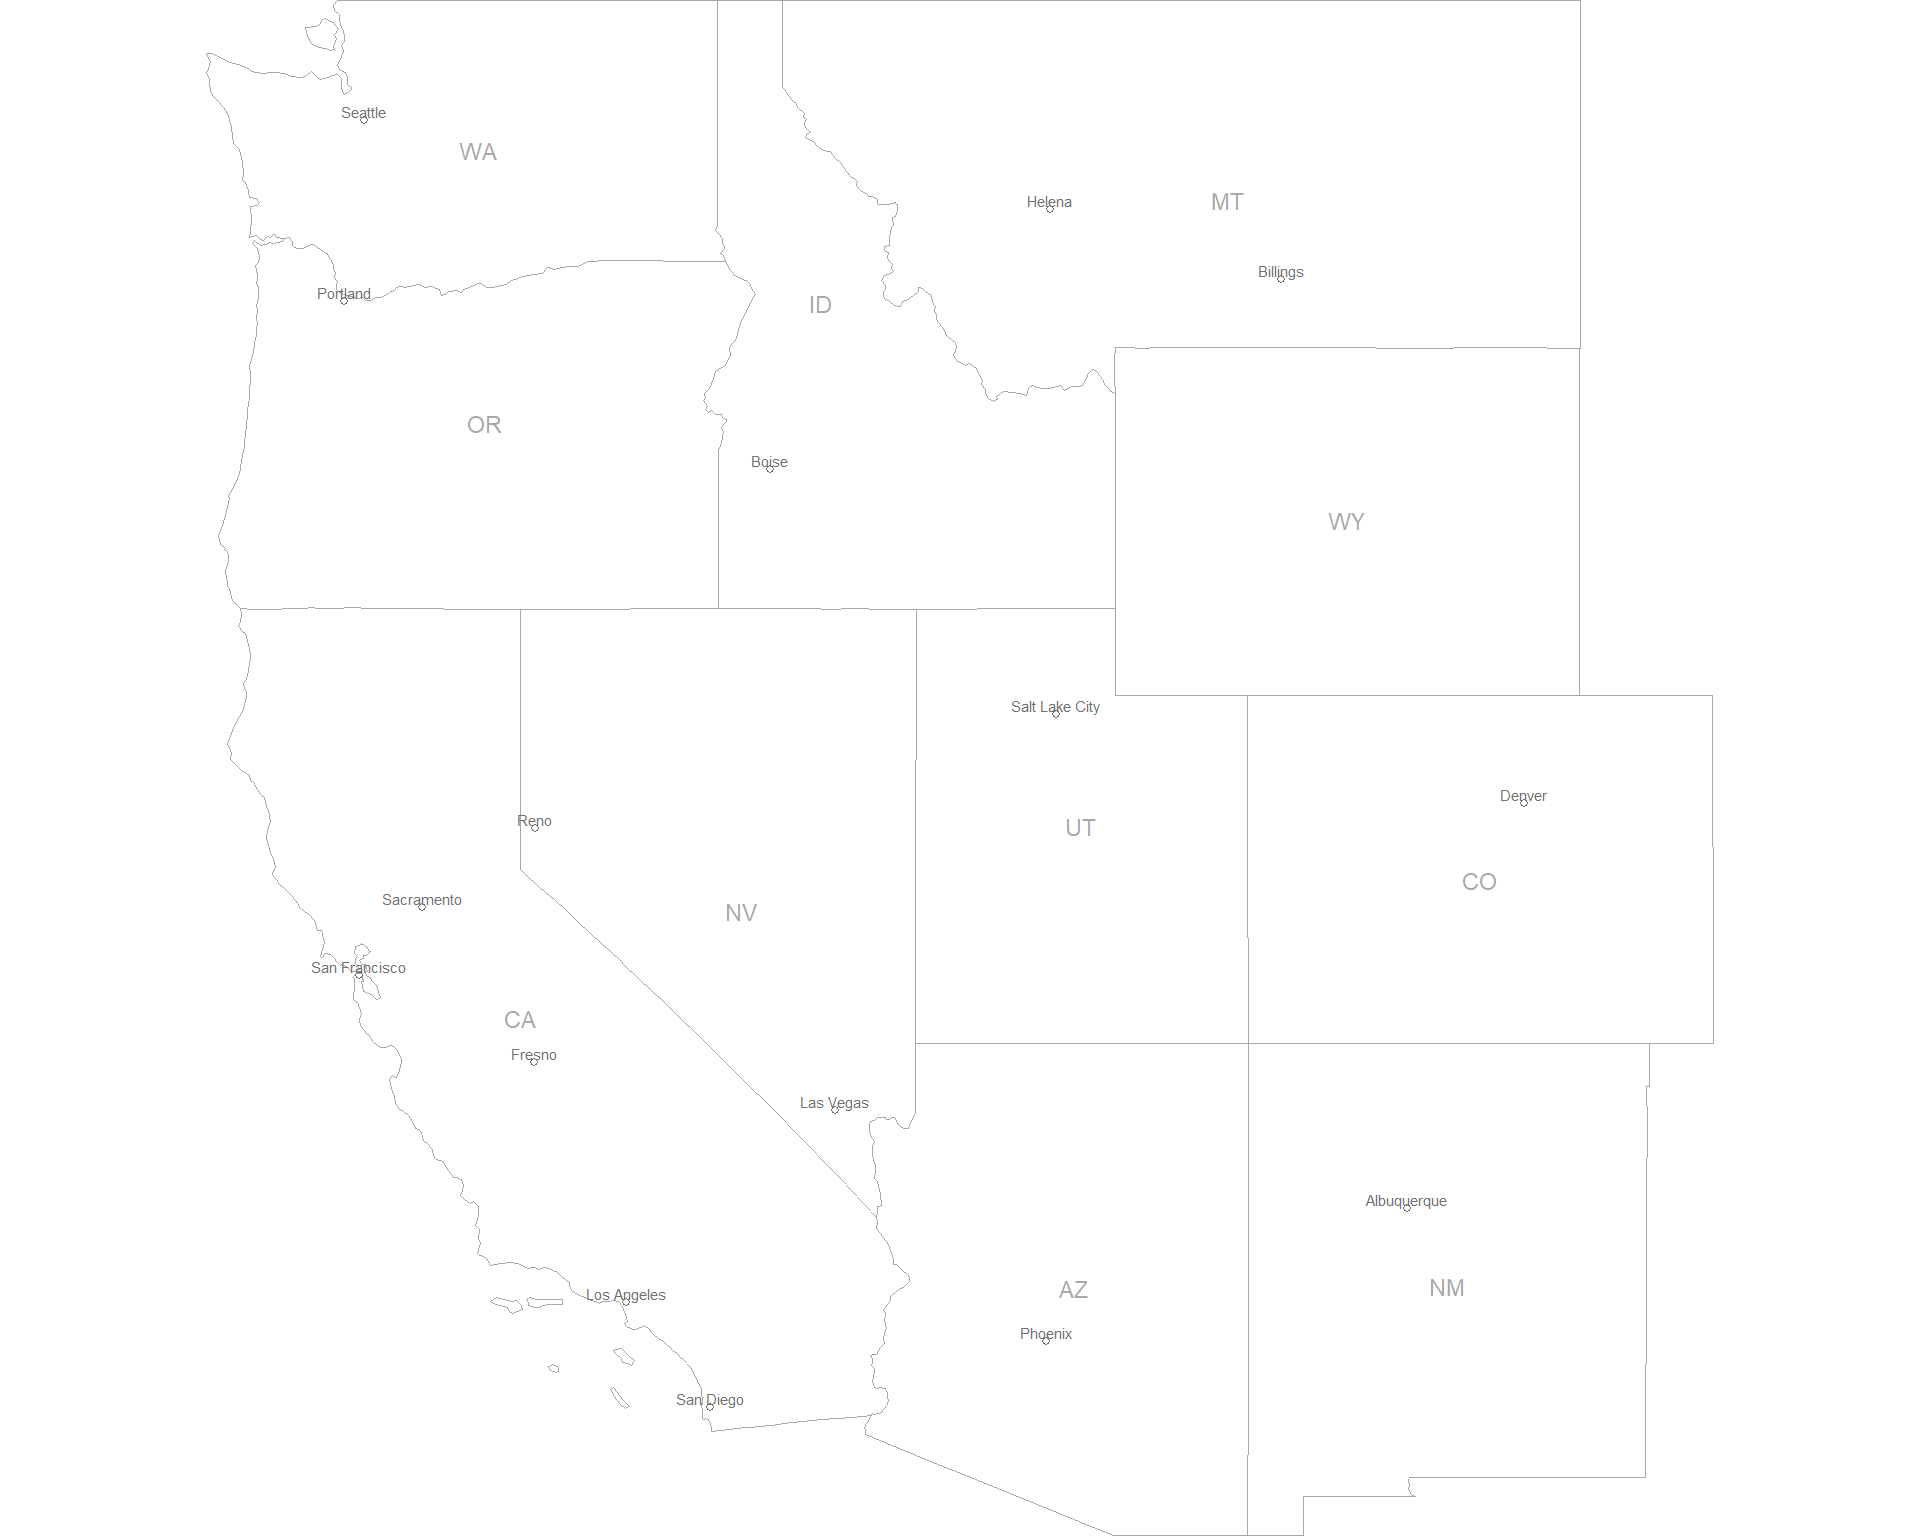 Seattle
WA
Helena
MT
Billings
Portland
ID
OR
Boise
WY
Salt Lake City
Denver
Reno
UT
CO
Sacramento
NV
San Francisco
CA
Fresno
Las Vegas
Albuquerque
Los Angeles
AZ
NM
Phoenix
San Diego